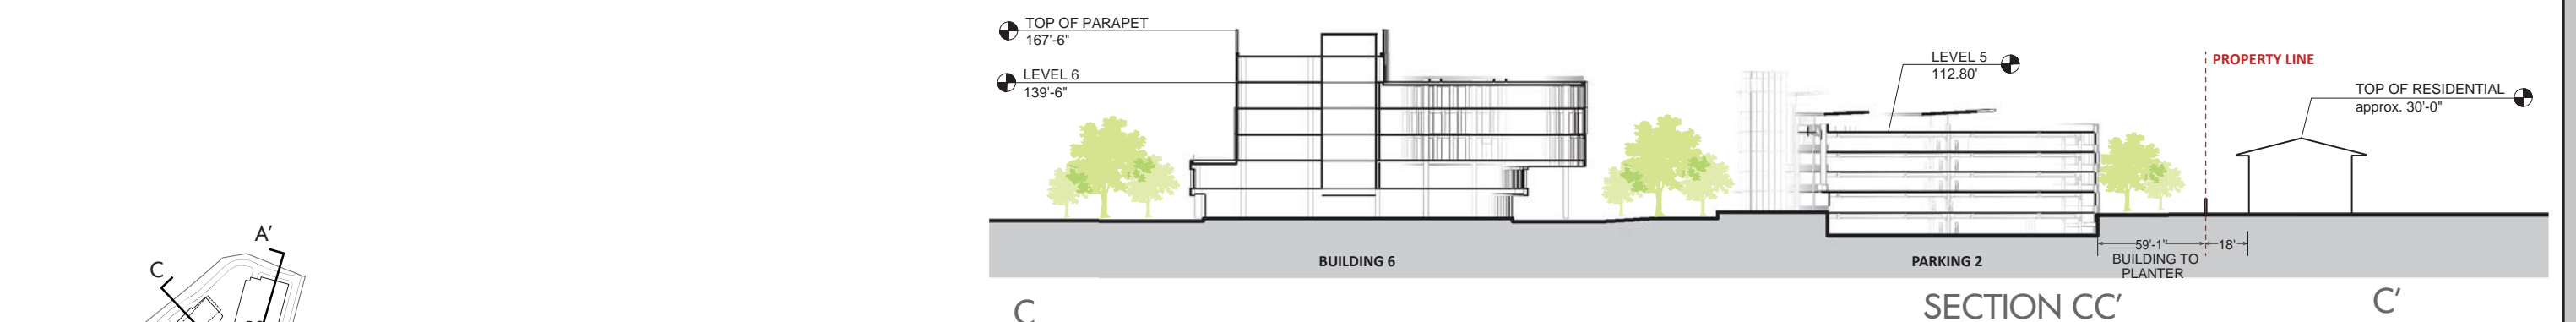 TOP OF PARAPET
167'-6"
LEVEL 6
139'-6"
LEVEL 5
112.80'
PROPERTY LINE
TOP OF RESIDENTIAL
approx. 30'-0"
59'-1" 18'
BUILDING TO
PLANTER
BUILDING 6
PARKING 2
A'
C
C
SECTION CC'
C'